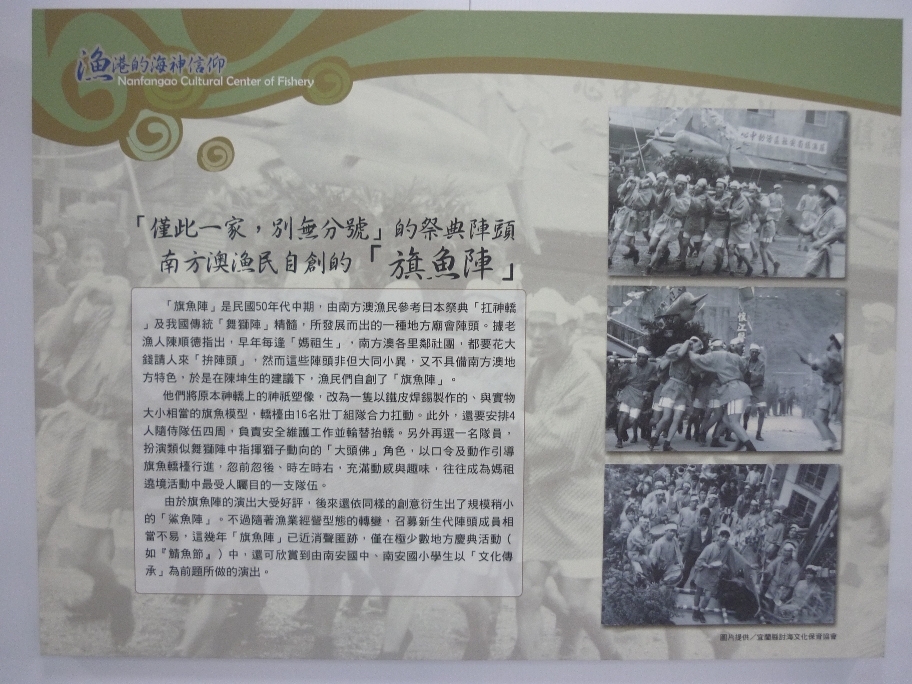 漁港的海神信仰
Nanfangao Cultural Center of Fishery
「僅此一家，別無分號」的祭典陣頭
南方澳漁民自創的「旗魚陣」
「旗魚陣」是民國50年代中期，由南方澳漁民參考日本祭典「扛神轎
」及我國傳統「舞獅陣」精髓，所發展而出的一種地方廟會陣頭。據老
漁人陳順德指出，早年每逢「媽祖生」，南方澳各里鄰社團，都要花大
錢請人來「拚陣頭」，然而這些陣頭非但大同小異，又不具備南方澳地
方特色，於是在陳坤生的建議下，漁民們自創了「旗魚陣」。
他們將原本神轎上的神祇塑像，改為一隻以鐵皮焊錫製作的、與實物
大小相當的旗魚模型，轎檯由16名壯丁組隊合力扛動。此外，還要安排4
人隨侍隊伍四周，負責安全維護工作並輪替抬轎。另外再選一名隊員，
扮演類似舞獅陣中指揮獅子動向的「大頭佛」角色，以口令及動作引導
旗魚轎檯行進，忽前忽後、時左時右，充滿動感與趣味，往往成為媽祖
遶境活動中最受人矚目的一支隊伍。
由於旗魚陣的演出大受好評，後來還依同樣的創意衍生出了規模稍小
的「鯊魚陣」。不過隨著漁業經營型態的轉變，召募新生代陣頭成員相
當不易，這幾年「旗魚陣」已近消聲匿跡，僅在極少數地方慶典活動（
如『鯖魚節』）中，還可欣賞到由南安國中、南安國小學生以「文化傳
承」為前題所做的演出。
圖片提供／宜蘭縣討海文化保育協會